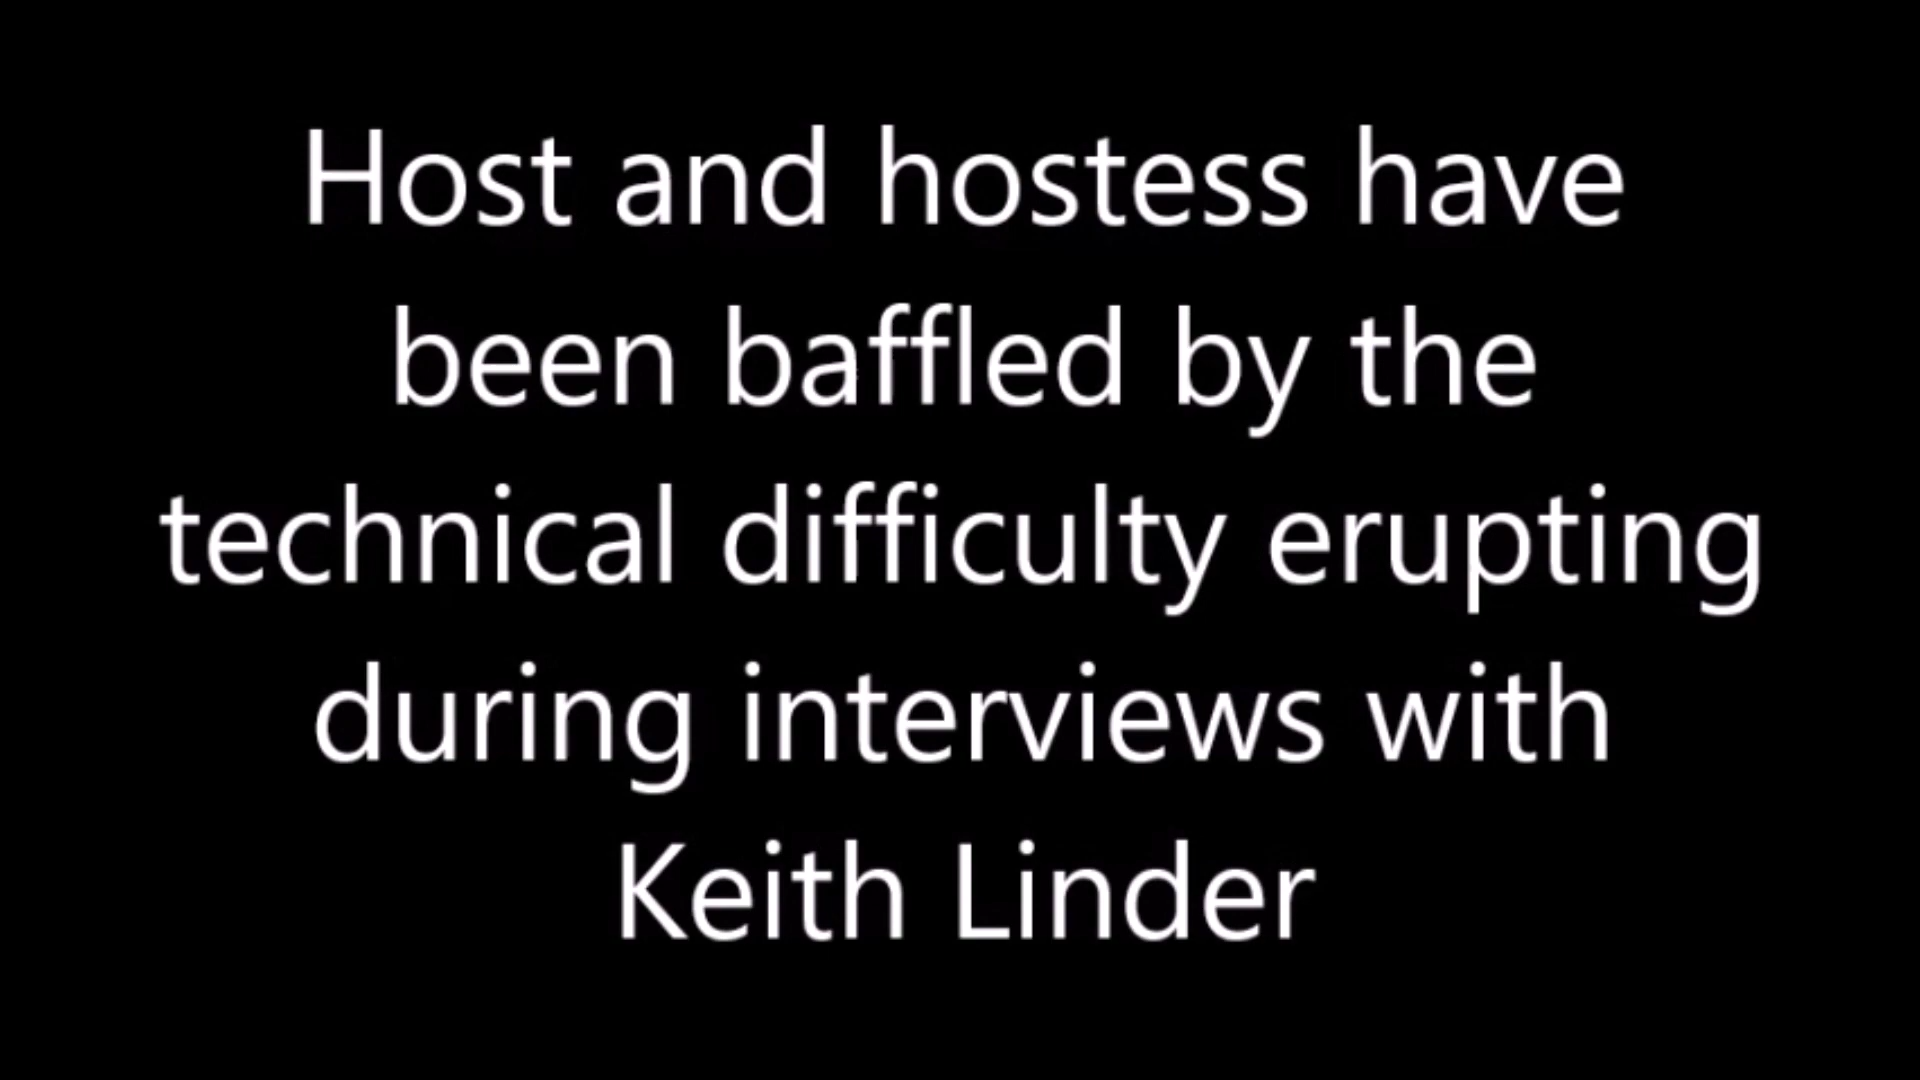 Host and hostess have
been baffled by the
technical difficulty erupting
during interviews with
Keith Linder